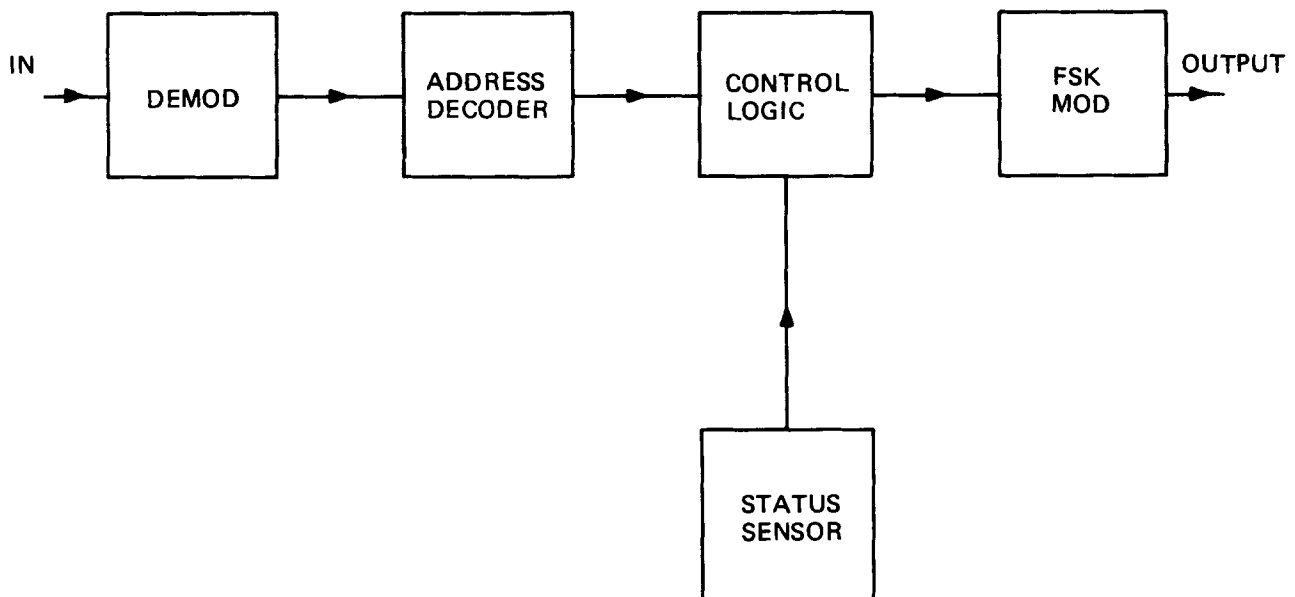 IN
DEMOD
ADDRESS
DECODER
CONTROL
LOGIC
FSK
MOD
OUTPUT
STATUS
SENSOR